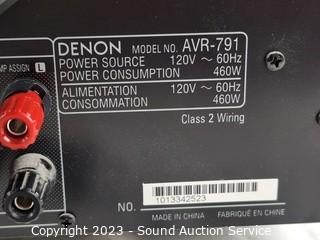 DENON MODEL NO. AVR-791
POWER SOURCE 120V ~ 60Hz
POWER CONSUMPTION 460W
ALIMENTATION 120V ~ 60Hz
CONSOMMATION 460W
MP ASSIGN L
Class 2 Wiring
NO.
1013342523
MADE IN CHINA FABRIQUÉ EN CHINE
Copyright © 2023 - Sound Auction Service